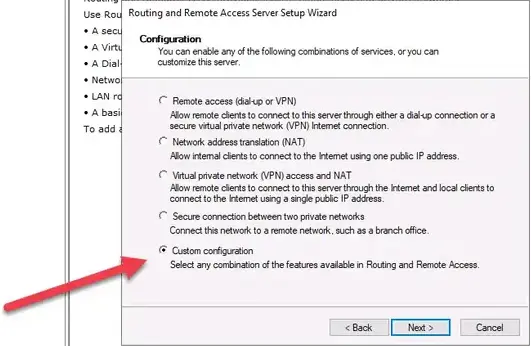 Routing and Remote Access Server Setup Wizard
Use Rou
• A secu
• A Virtu
• A Dial-
• Netwo
• LAN ro
• A basi
To add a
Configuration
You can enable any of the following combinations of services, or you can
customize this server.
Remote access (dial-up or VPN)
Allow remote clients to connect to this server through either a dial-up connection or a
secure virtual private network (VPN) Internet connection.
Network address translation (NAT)
Allow internal clients to connect to the Internet using one public IP address.
Virtual private network (VPN) access and NAT
Allow remote clients to connect to this server through the Internet and local clients to
connect to the Internet using a single public IP address.
Secure connection between two private networks
Connect this network to a remote network, such as a branch office.
Custom configuration
Select any combination of the features available in Routing and Remote Access.
< Back
Next >
Cancel